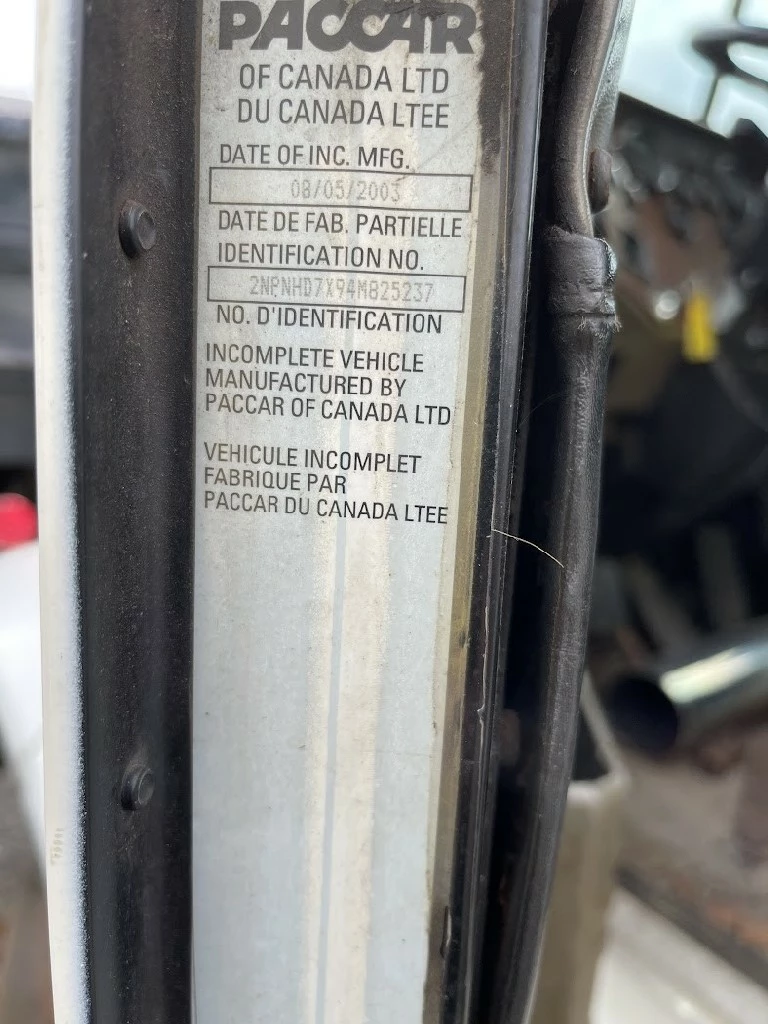 PACCAR
OF CANADA LTD
DU CANADA LTEE
DATE OF INC. MFG.
08/05/2003
DATE DE FAB. PARTIELLE
IDENTIFICATION NO.
2NPNHD7X94M825237
NO. D'IDENTIFICATION
INCOMPLETE VEHICLE
MANUFACTURED BY
PACCAR OF CANADA LTD
VEHICULE INCOMPLET
FABRIQUE PAR
PACCAR DU CANADA LTEE